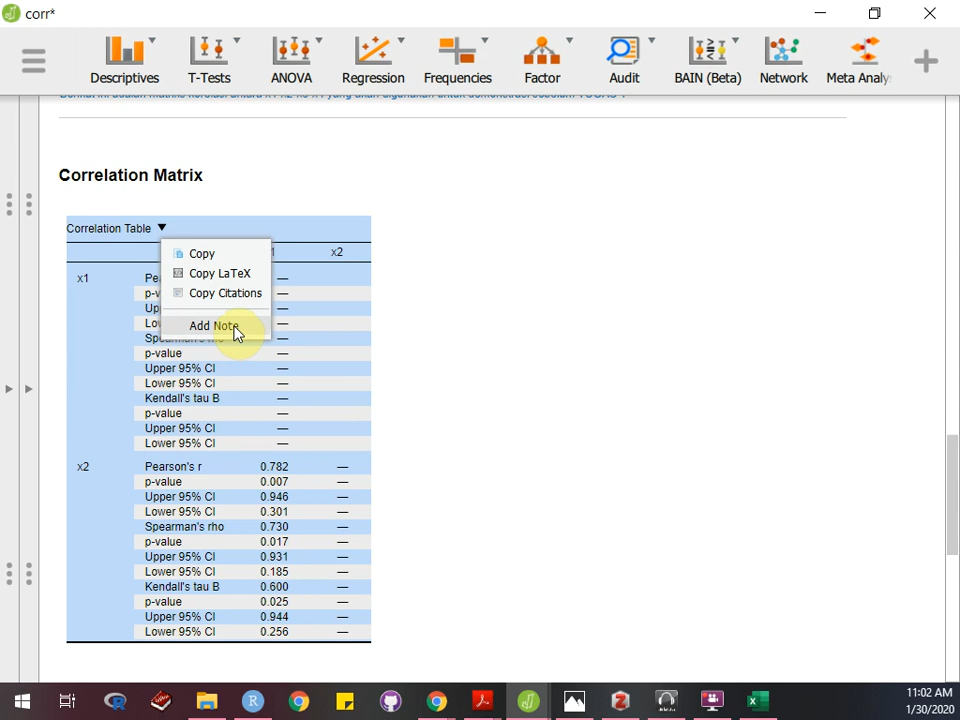 corr*
Descriptives
T-Tests
ANOVA
Regression
Frequencies
Factor
Audit
BAIN (Beta)
Network
Meta Analy
Correlation Matrix
Correlation Table ▼
x2
Copy
Copy LaTeX
Copy Citations
Add Note
x1
Pe —
p-v —
Up —
Lo —
—
p-value —
Upper 95% CI —
Lower 95% CI —
Kendall's tau B —
p-value —
Upper 95% CI —
Lower 95% CI —
x2 Pearson's r 0.782 —
p-value 0.007 —
Upper 95% CI 0.946 —
Lower 95% CI 0.301 —
Spearman's rho 0.730 —
p-value 0.017 —
Upper 95% CI 0.931 —
Lower 95% CI 0.185 —
Kendall's tau B 0.600 —
p-value 0.025 —
Upper 95% CI 0.944 —
Lower 95% CI 0.256 —
11:02 AM
1/30/2020